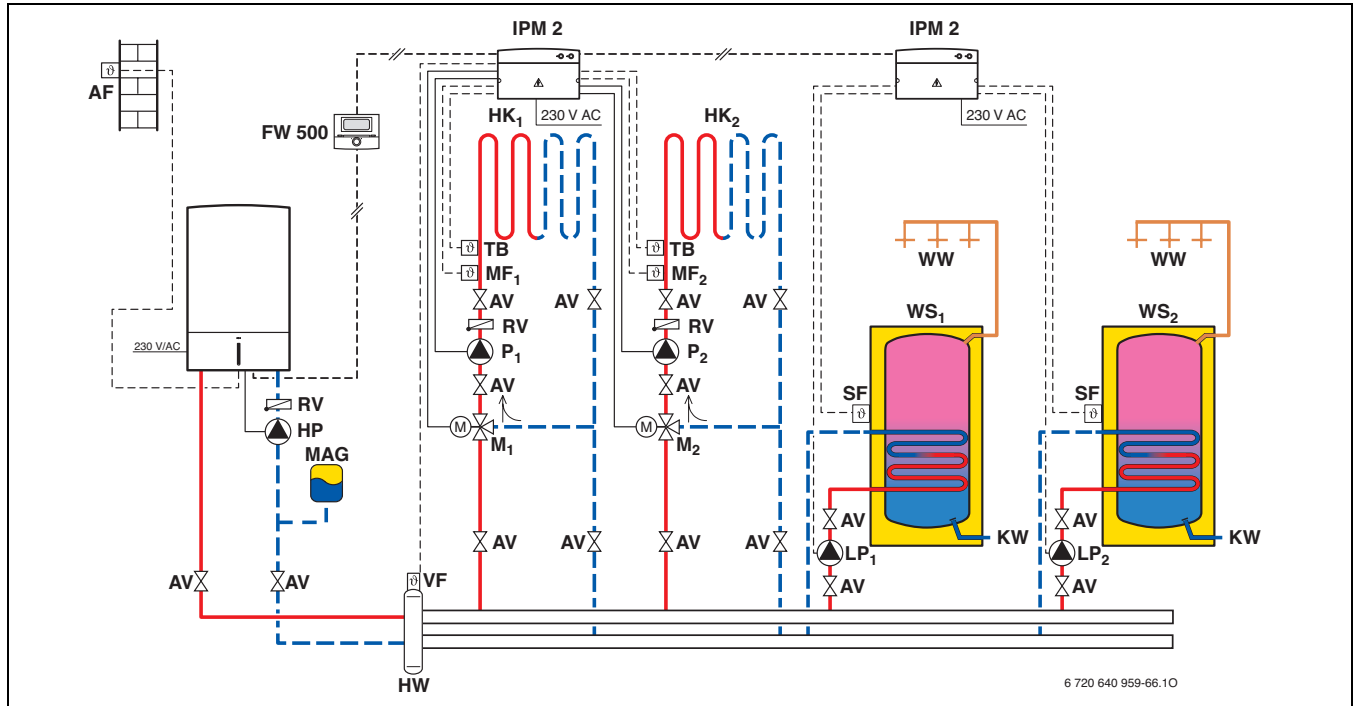 IPM 2
IPM 2
ϑ
AF
FW 500
230 V AC
230 V AC
HK1
HK2
ϑ TB
ϑ TB
ϑ MF1
ϑ MF2
WW
WW
AV
AV
AV
AV
RV
RV
WS1
WS2
230 V/AC
P1
P2
AV
AV
RV
SF
ϑ
SF
ϑ
HP
M
M1
M
M2
MAG
AV
AV
AV
AV
AV
AV
KW
KW
LP1
LP2
AV
AV
AV
AV
ϑ VF
HW
6 720 640 959-66.1O